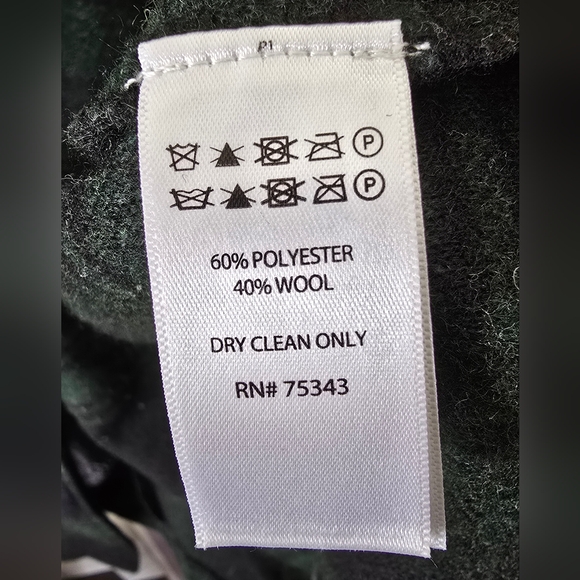 P
P
60% POLYESTER
40% WOOL
DRY CLEAN ONLY
RN# 75343